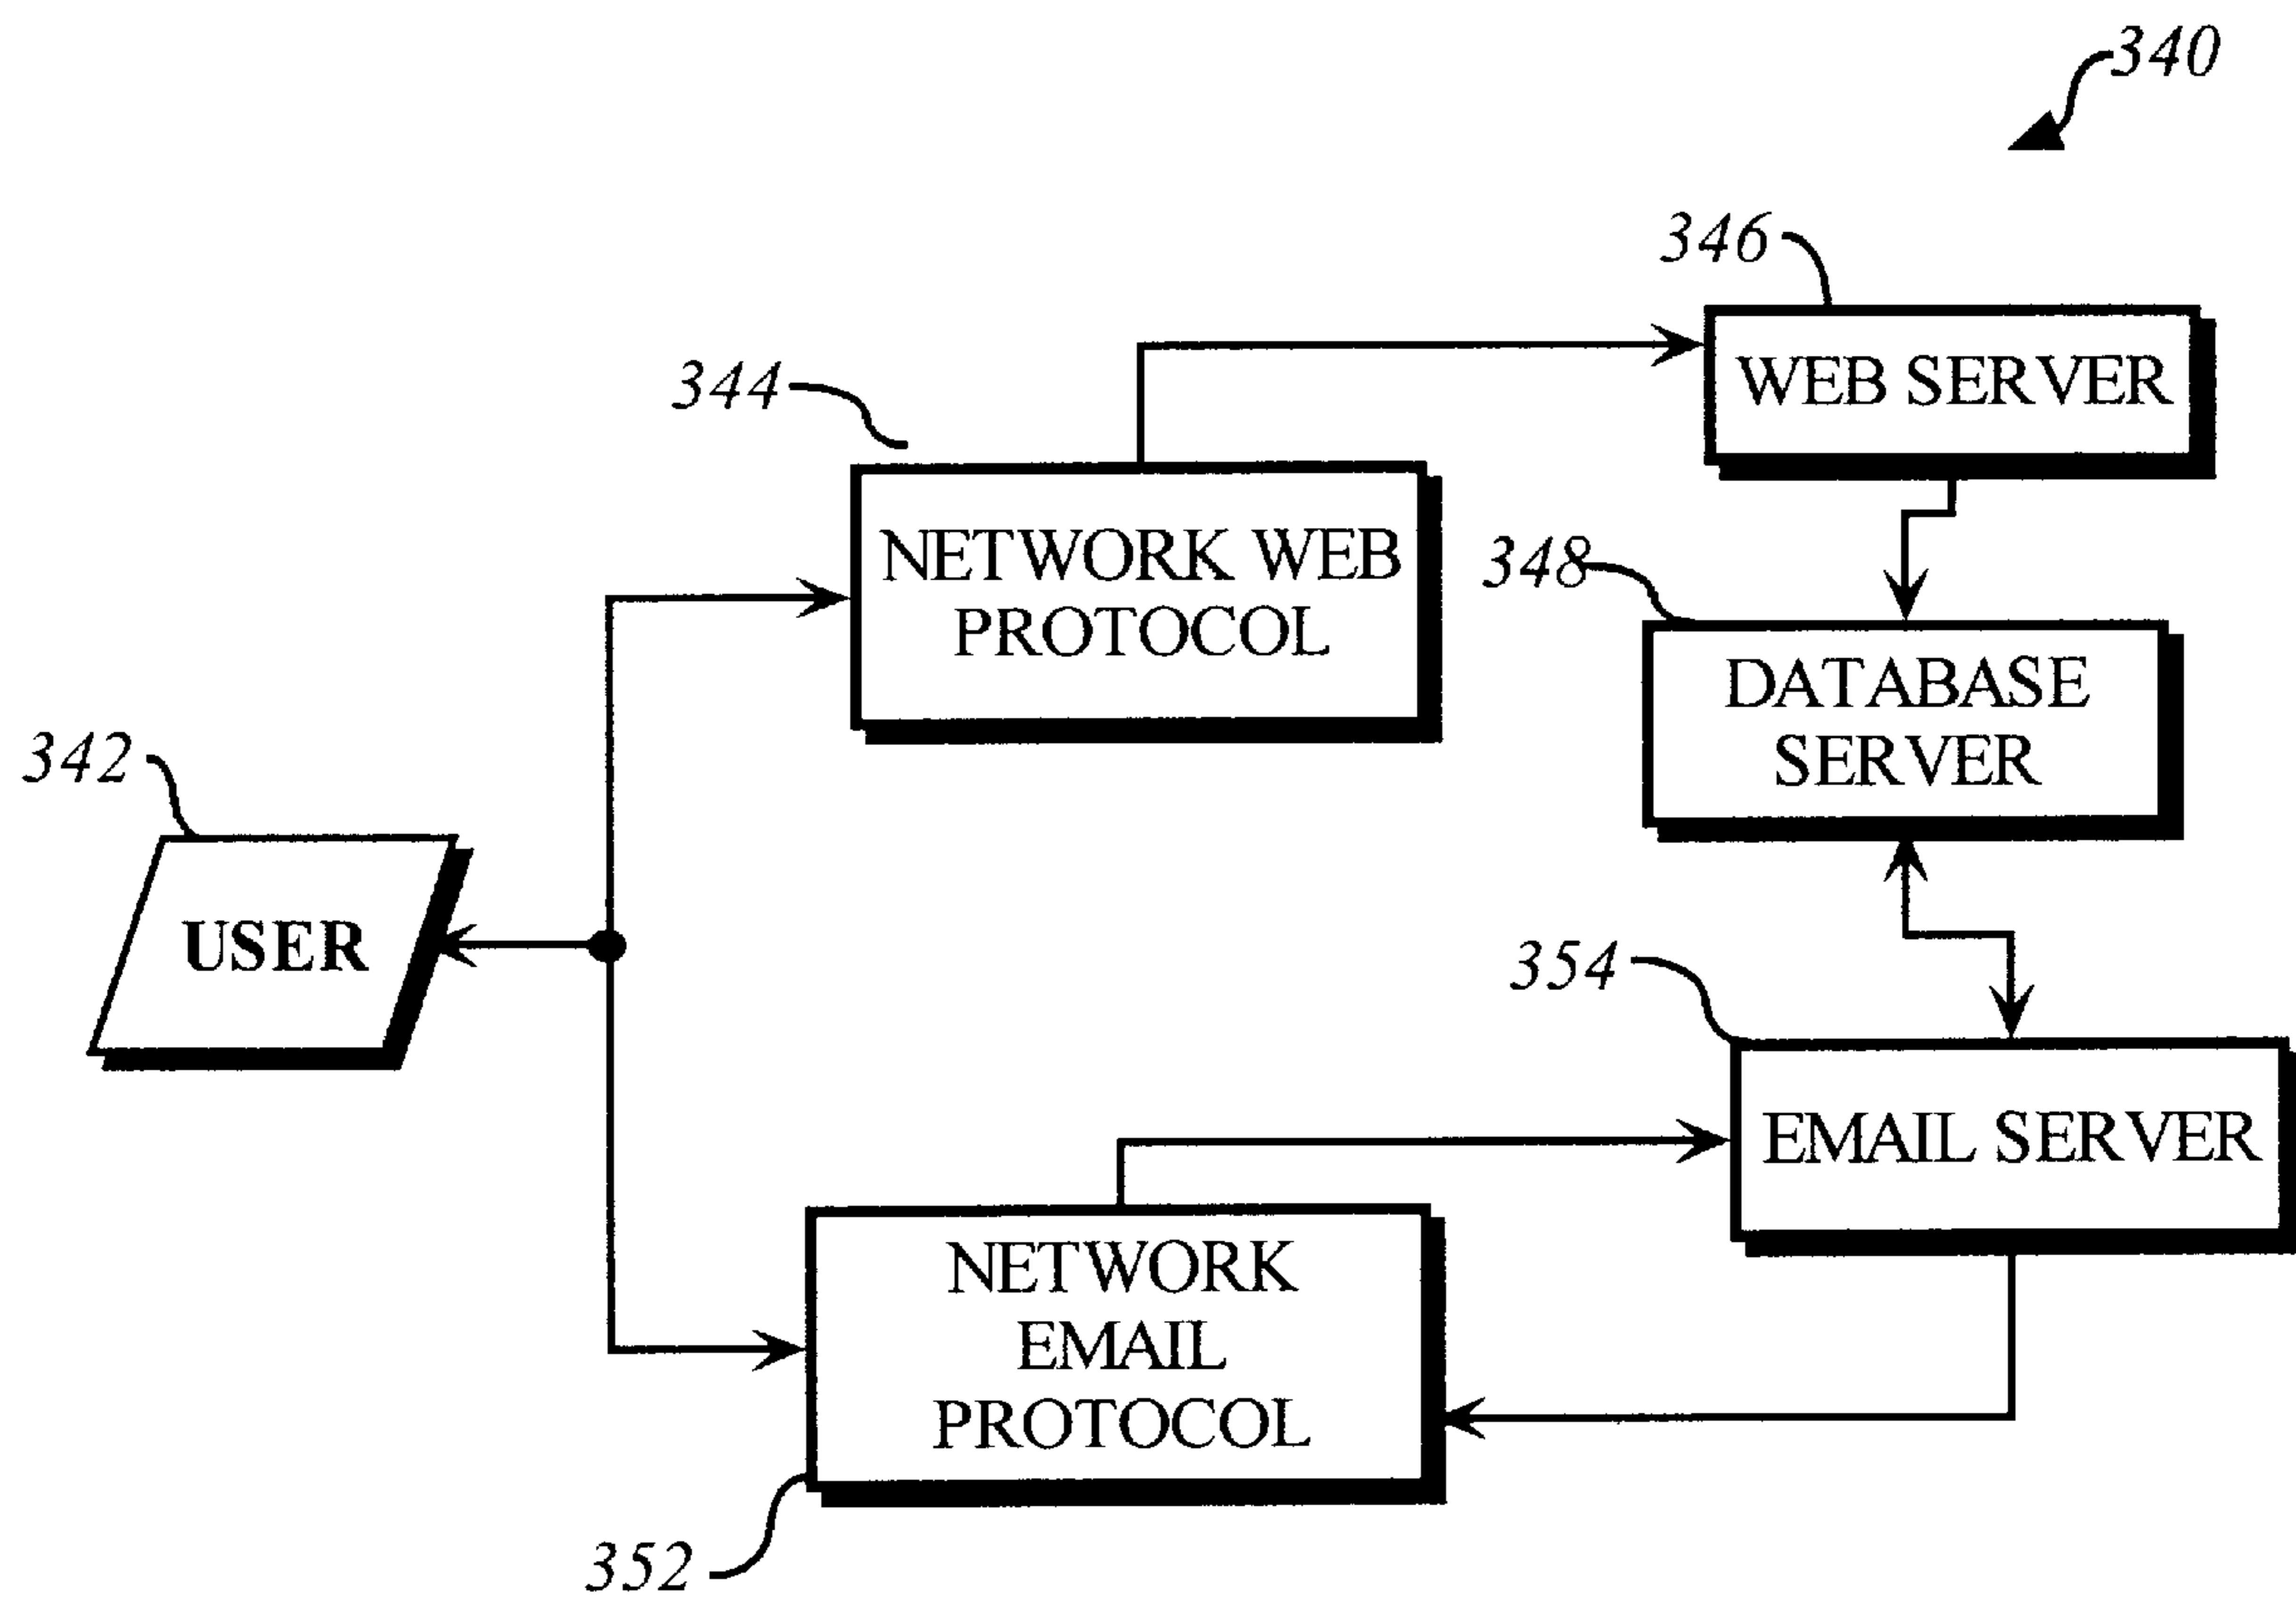 340
346
WEB SERVER
344
NETWORK WEB
PROTOCOL
348
DATABASE
SERVER
342
USER
354
EMAIL SERVER
NETWORK
EMAIL
PROTOCOL
352